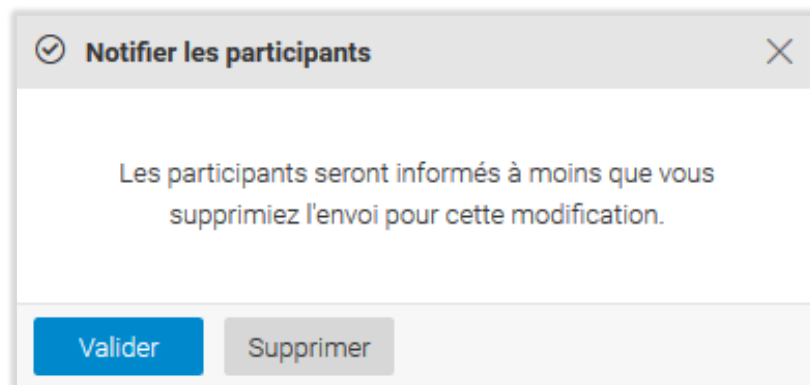 Notifier les participants
Les participants seront informés à moins que vous
supprimiez l'envoi pour cette modification.
Valider
Supprimer